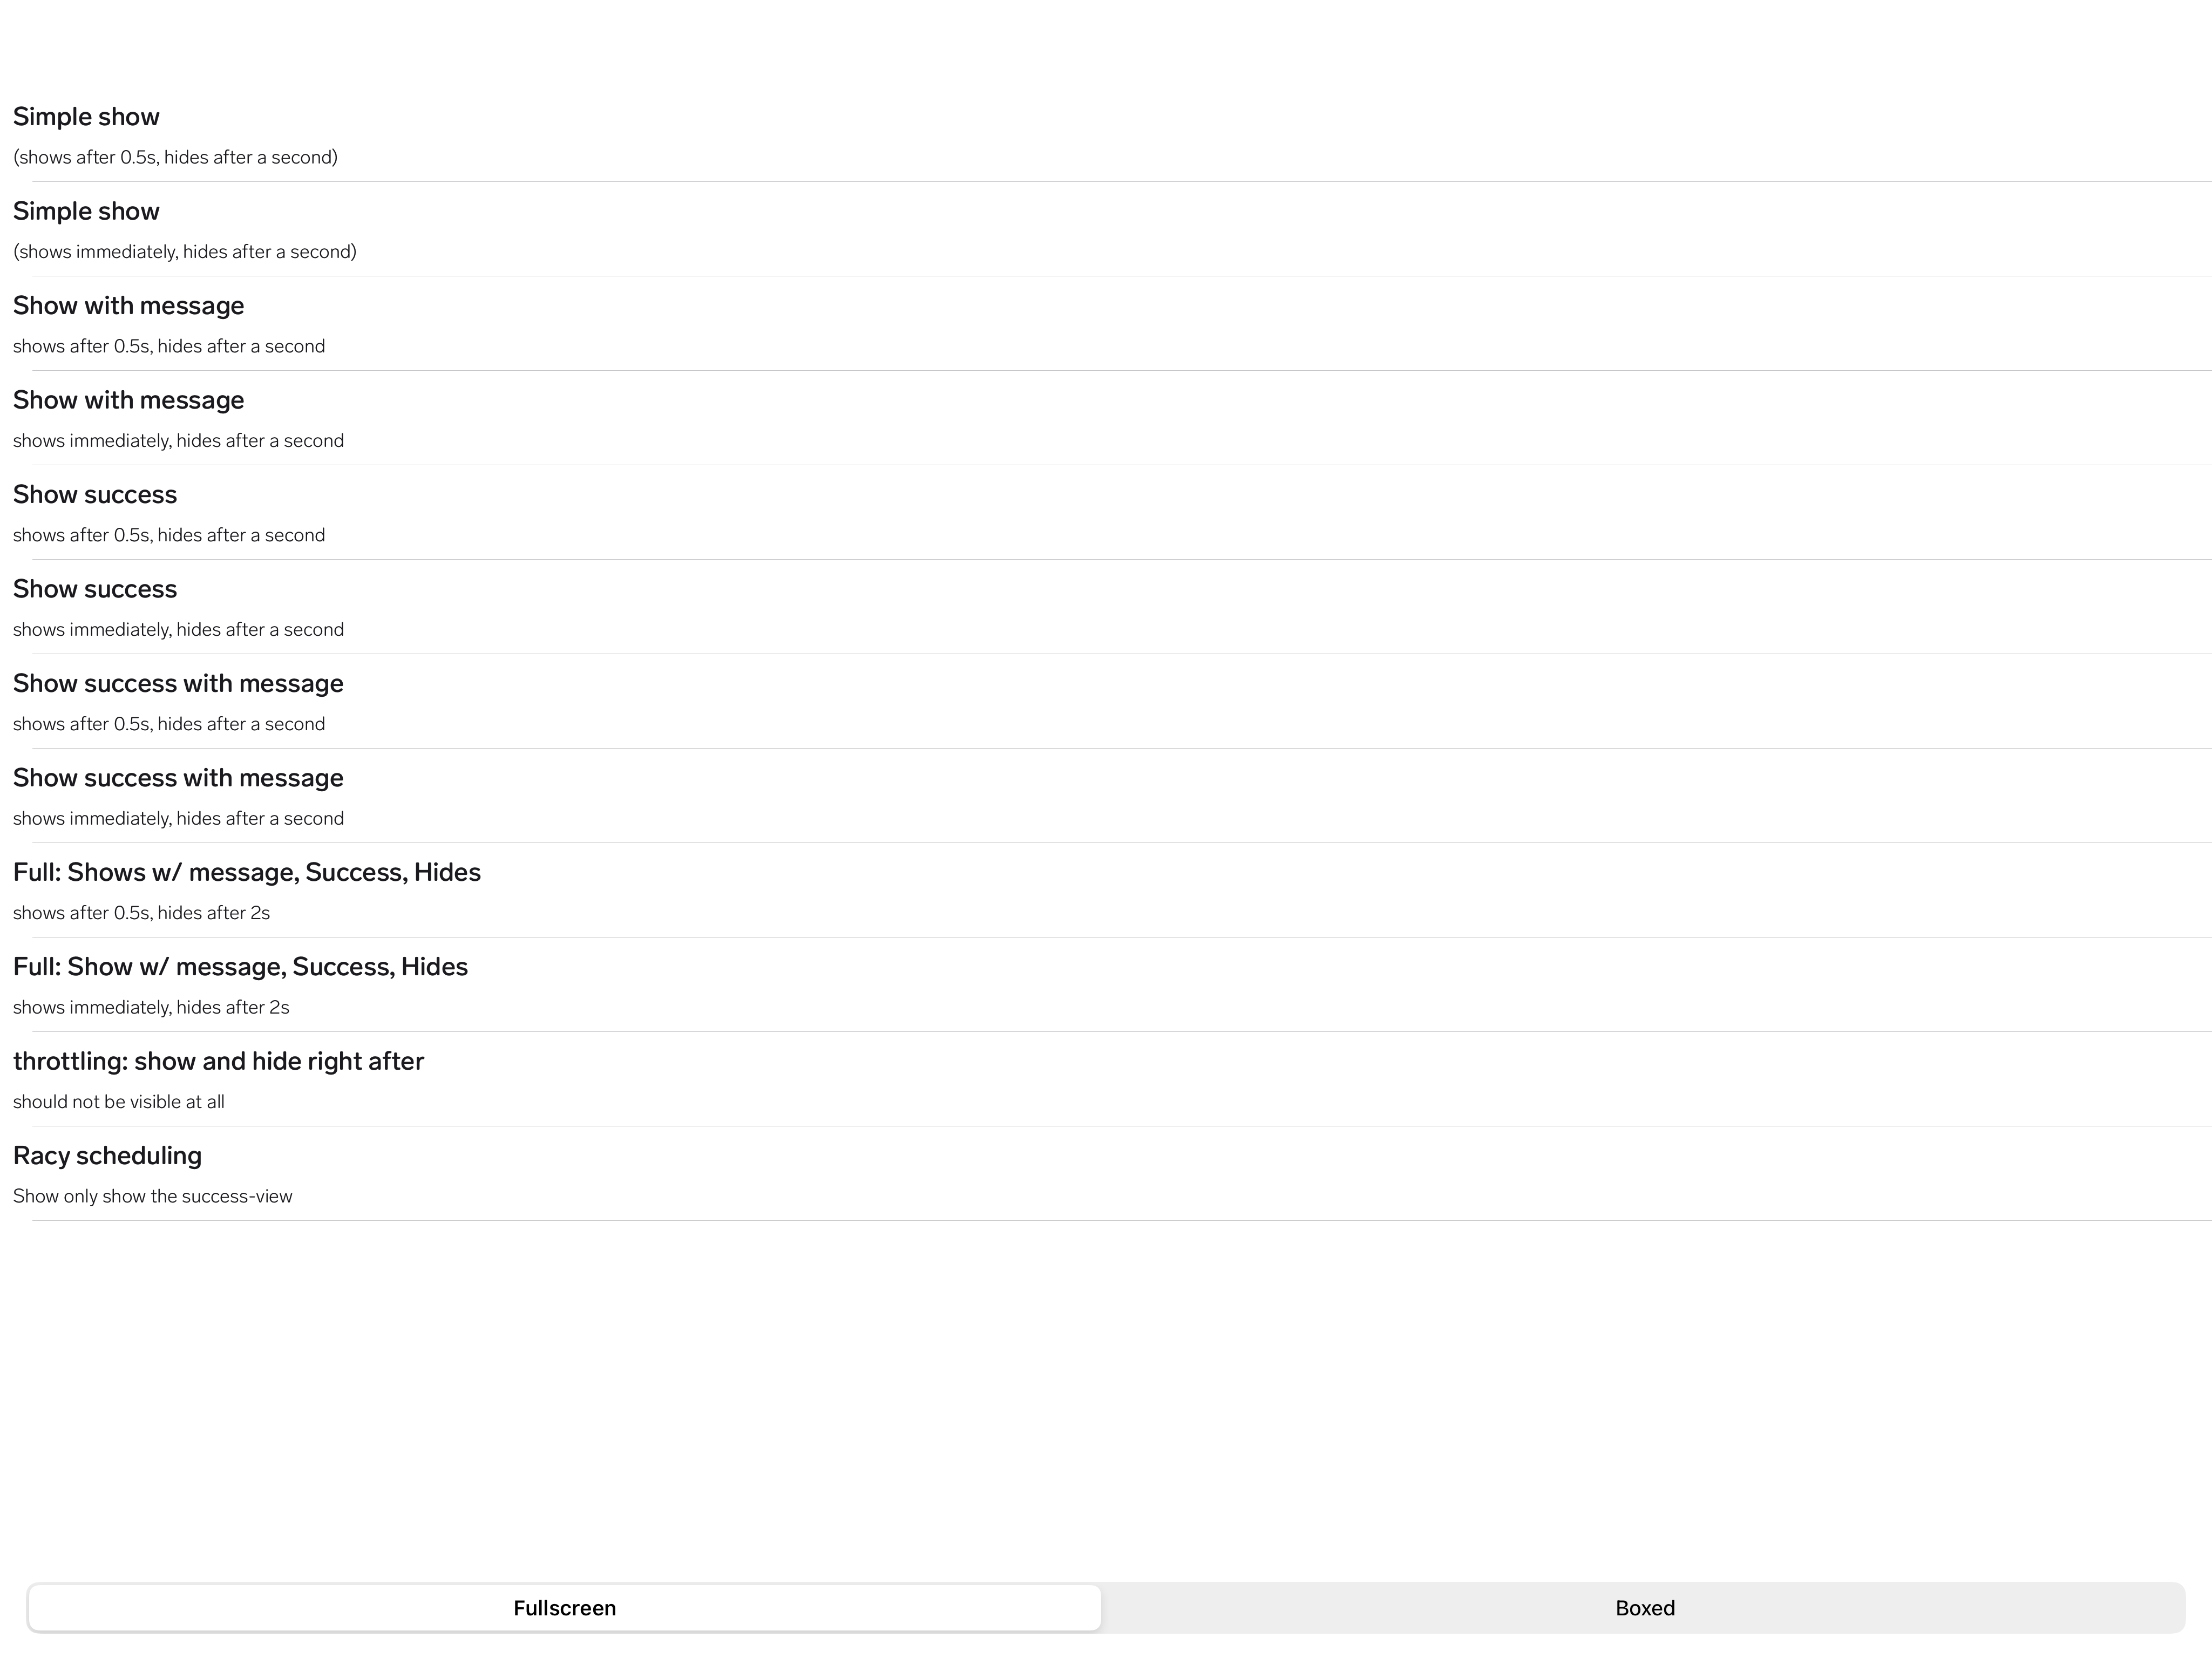 Simple show
(shows after 0.5s, hides after a second)
Simple show
(shows immediately, hides after a second)
Show with message
shows after 0.5s, hides after a second
Show with message
shows immediately, hides after a second
Show success
shows after 0.5s, hides after a second
Show success
shows immediately, hides after a second
Show success with message
shows after 0.5s, hides after a second
Show success with message
shows immediately, hides after a second
Full: Shows w/ message, Success, Hides
shows after 0.5s, hides after 2s
Full: Show w/ message, Success, Hides
shows immediately, hides after 2s
throttling: show and hide right after
should not be visible at all
Racy scheduling
Show only show the success-view
Fullscreen
Boxed